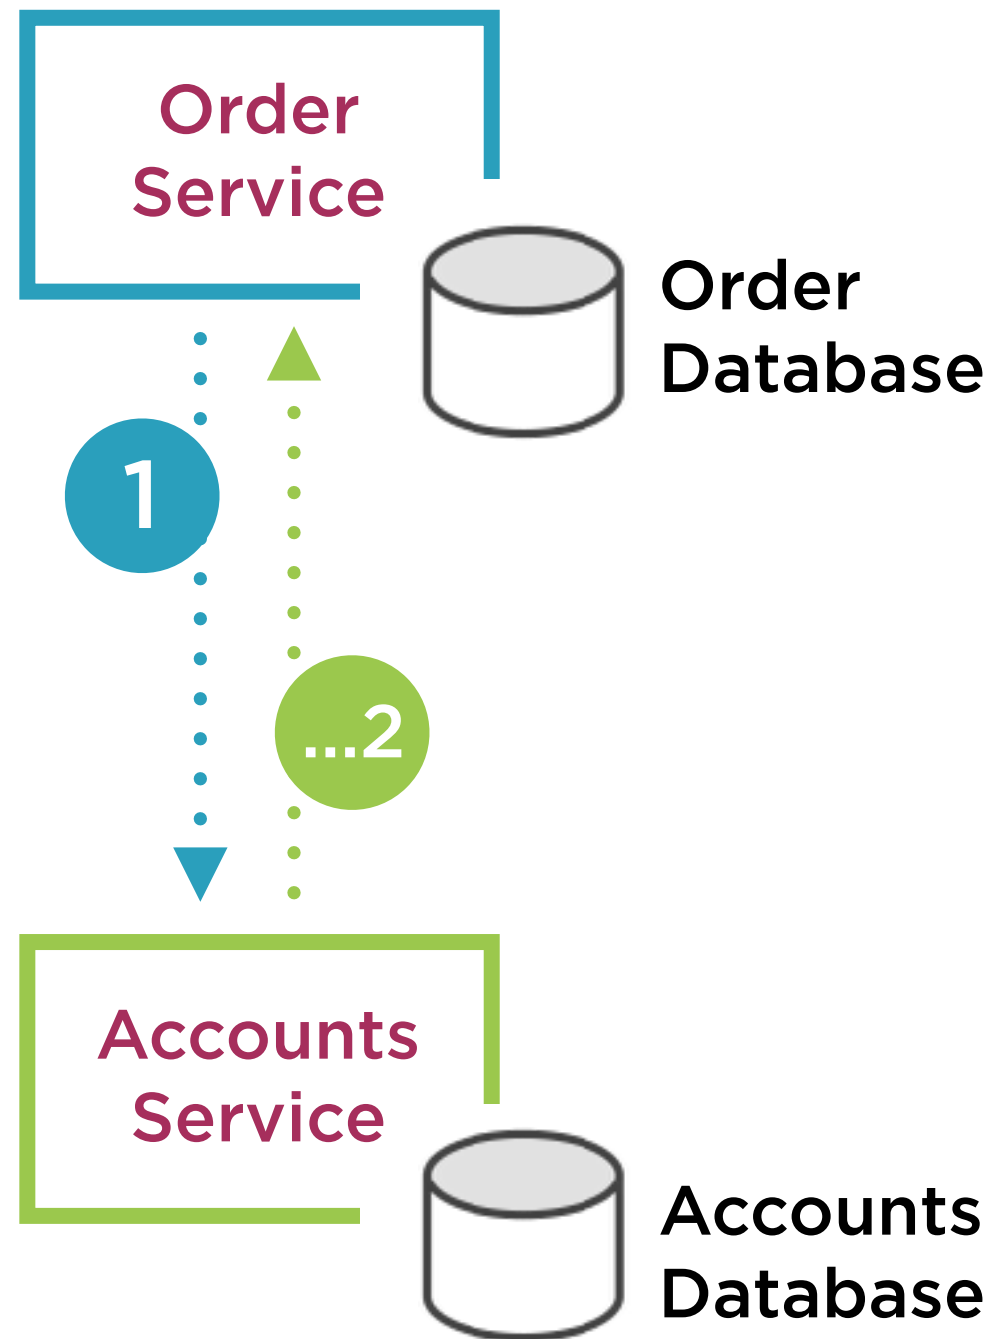 Order
Service
Order
Database
1
...2
Accounts
Service
Accounts
Database